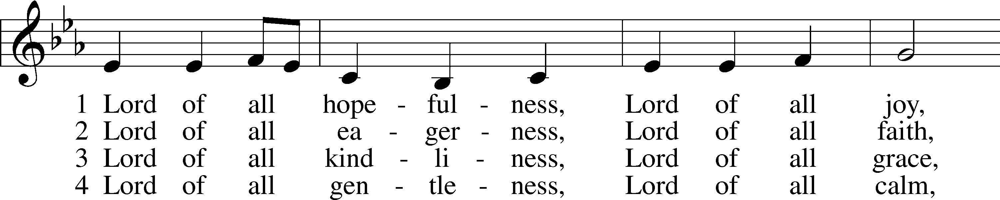 1 Lord of all hope - ful - ness, Lord of all joy,
2 Lord of all ea - ger - ness, Lord of all faith,
3 Lord of all kind - li - ness, Lord of all grace,
4 Lord of all gen - tle - ness, Lord of all calm,